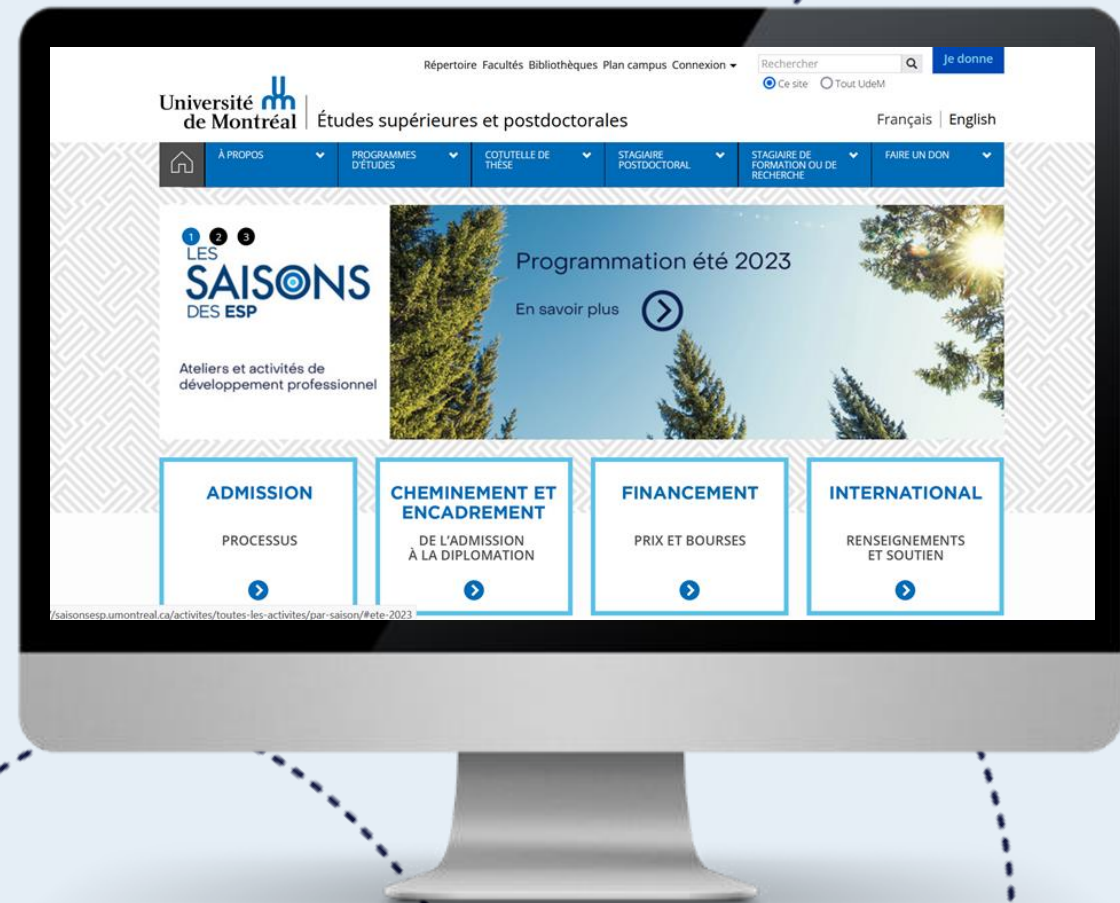 Répertoire Facultés Bibliothèques Plan campus Connexion
Rechercher
Je donne
Ce site Tout UdeM
Université de Montréal
Études supérieures et postdoctorales
Français | English
À PROPOS
PROGRAMMES
D'ÉTUDES
COTUTELLE DE
THÈSE
STAGIAIRE
POSTDOCTORAL
STAGIAIRE DE
FORMATION OU DE
RECHERCHE
FAIRE UN DON
1 2 3
LES
SAISONS
DES ESP
Ateliers et activités de
développement professionnel
Programmation été 2023
En savoir plus
ADMISSION
PROCESSUS
CHEMINEMENT ET
ENCADREMENT
DE L'ADMISSION
À LA DIPLOMATION
FINANCEMENT
PRIX ET BOURSES
INTERNATIONAL
RENSEIGNEMENTS
ET SOUTIEN
/saisonsesp.umontreal.ca/activites/toutes-les-activites/par-saison/#ete-2023